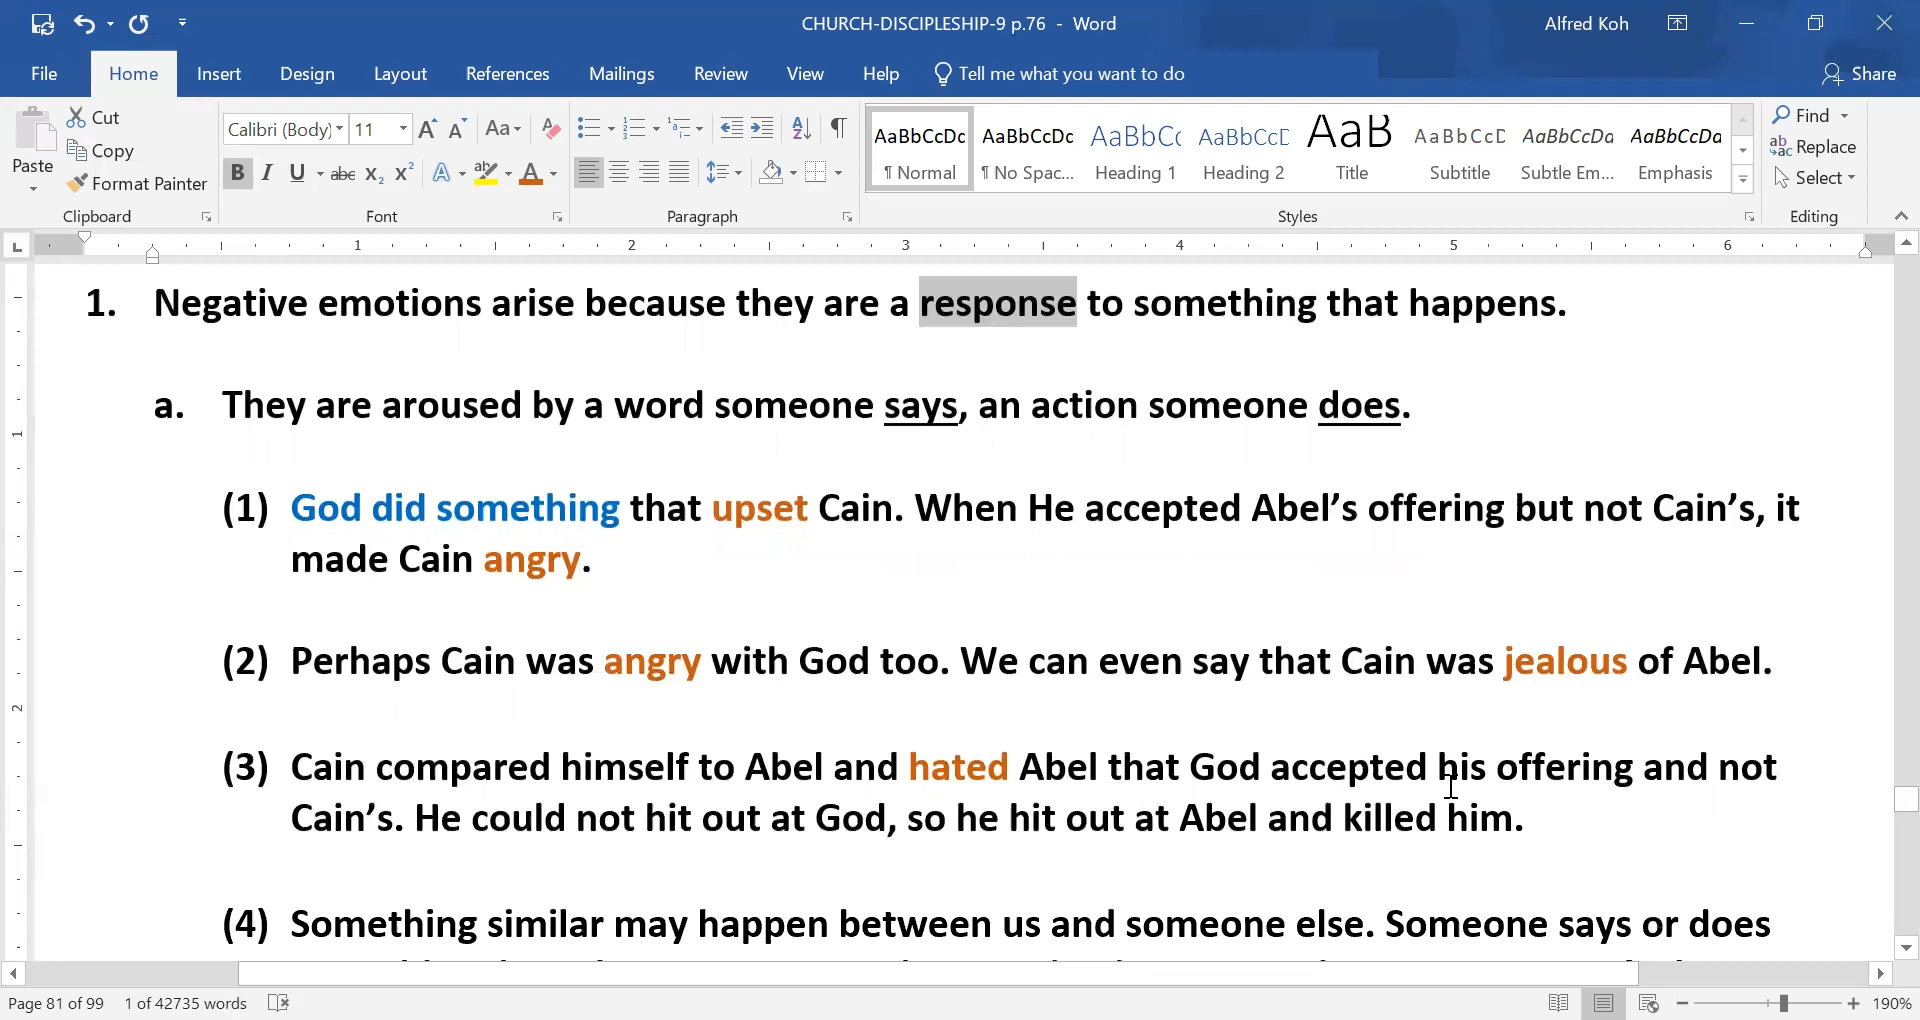 CHURCH-DISCIPLESHIP-9 p.76 - Word
Alfred Koh
File Home Insert Design Layout References Mailings Review View Help Tell me what you want to do Share
Paste
Cut
Copy
Format Painter
Clipboard
Calibri (Body) 11
Font
Paragraph
AaBbCcDc AaBbCcDc AaBbCc AaBbCcD AaB AaBbCcD AaBbCcDa AaBbCcDa
¶ Normal ¶ No Spac... Heading 1 Heading 2 Title Subtitle Subtle Em... Emphasis
Styles
Find
Replace
Select
Editing
1 2 3 4 5 6
1. Negative emotions arise because they are a response to something that happens.
a. They are aroused by a word someone says, an action someone does.
(1) God did something that upset Cain. When He accepted Abel’s offering but not Cain’s, it
made Cain angry.
(2) Perhaps Cain was angry with God too. We can even say that Cain was jealous of Abel.
(3) Cain compared himself to Abel and hated Abel that God accepted his offering and not
Cain’s. He could not hit out at God, so he hit out at Abel and killed him.
(4) Something similar may happen between us and someone else. Someone says or does
Page 81 of 99 1 of 42735 words
190%